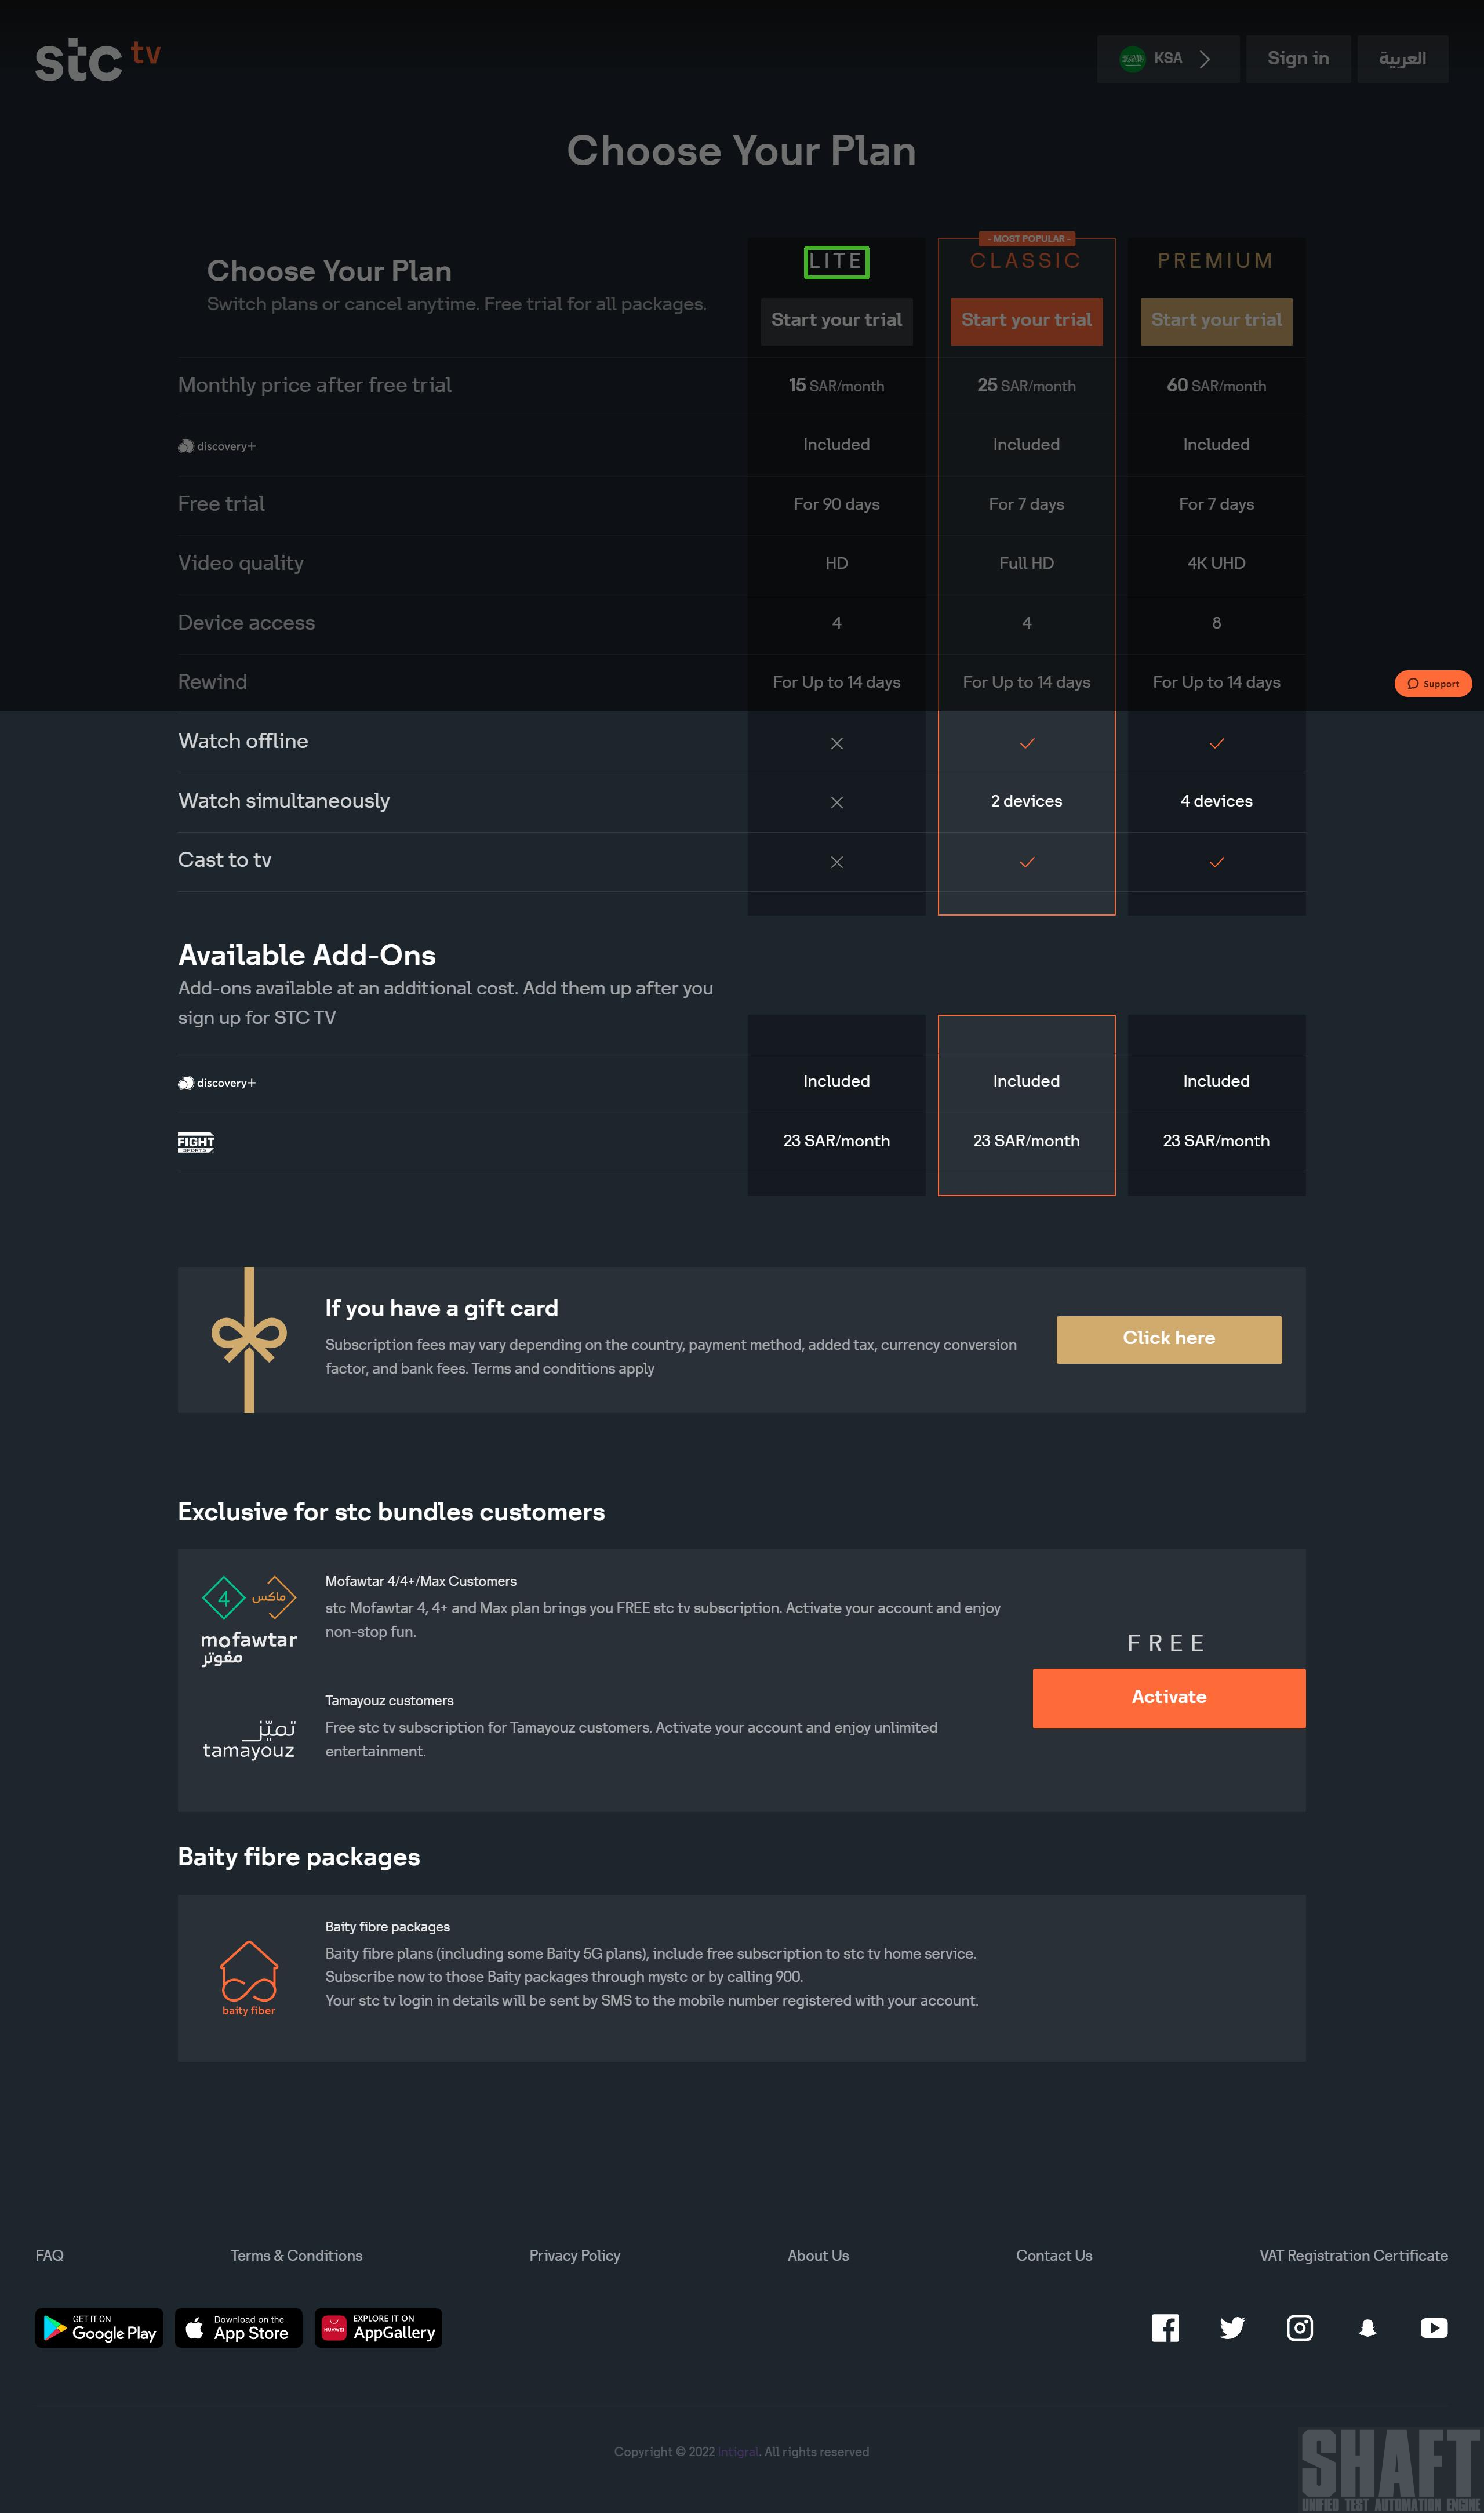 stc tv
KSA
Sign in
العربية
Choose Your Plan
- MOST POPULAR -
Choose Your Plan
LITE
CLASSIC
PREMIUM
Switch plans or cancel anytime. Free trial for all packages.
Start your trial
Start your trial
Start your trial
Monthly price after free trial
15 SAR/month
25 SAR/month
60 SAR/month
discovery+
Included
Included
Included
Free trial
For 90 days
For 7 days
For 7 days
Video quality
HD
Full HD
4K UHD
Device access
4
4
8
Rewind
For Up to 14 days
For Up to 14 days
For Up to 14 days
Support
Watch offline
Watch simultaneously
2 devices
4 devices
Cast to tv
Available Add-Ons
Add-ons available at an additional cost. Add them up after you
sign up for STC TV
discovery+
Included
Included
Included
FIGHT
SPORTS
23 SAR/month
23 SAR/month
23 SAR/month
If you have a gift card
Subscription fees may vary depending on the country, payment method, added tax, currency conversion
factor, and bank fees. Terms and conditions apply
Click here
Exclusive for stc bundles customers
4
ماكس
mofawtar
مفوتر
Mofawtar 4/4+/Max Customers
stc Mofawtar 4, 4+ and Max plan brings you FREE stc tv subscription. Activate your account and enjoy
non-stop fun.
FREE
Activate
تميّز
tamayouz
Tamayouz customers
Free stc tv subscription for Tamayouz customers. Activate your account and enjoy unlimited
entertainment.
Baity fibre packages
baity fiber
Baity fibre packages
Baity fibre plans (including some Baity 5G plans), include free subscription to stc tv home service.
Subscribe now to those Baity packages through mystc or by calling 900.
Your stc tv login in details will be sent by SMS to the mobile number registered with your account.
FAQ
Terms & Conditions
Privacy Policy
About Us
Contact Us
VAT Registration Certificate
GET IT ON
Google Play
Download on the
App Store
HUAWEI
EXPLORE IT ON
AppGallery
Copyright © 2022 Intigral. All rights reserved
SHAFT
UNIFIED TEST AUTOMATION ENGINE